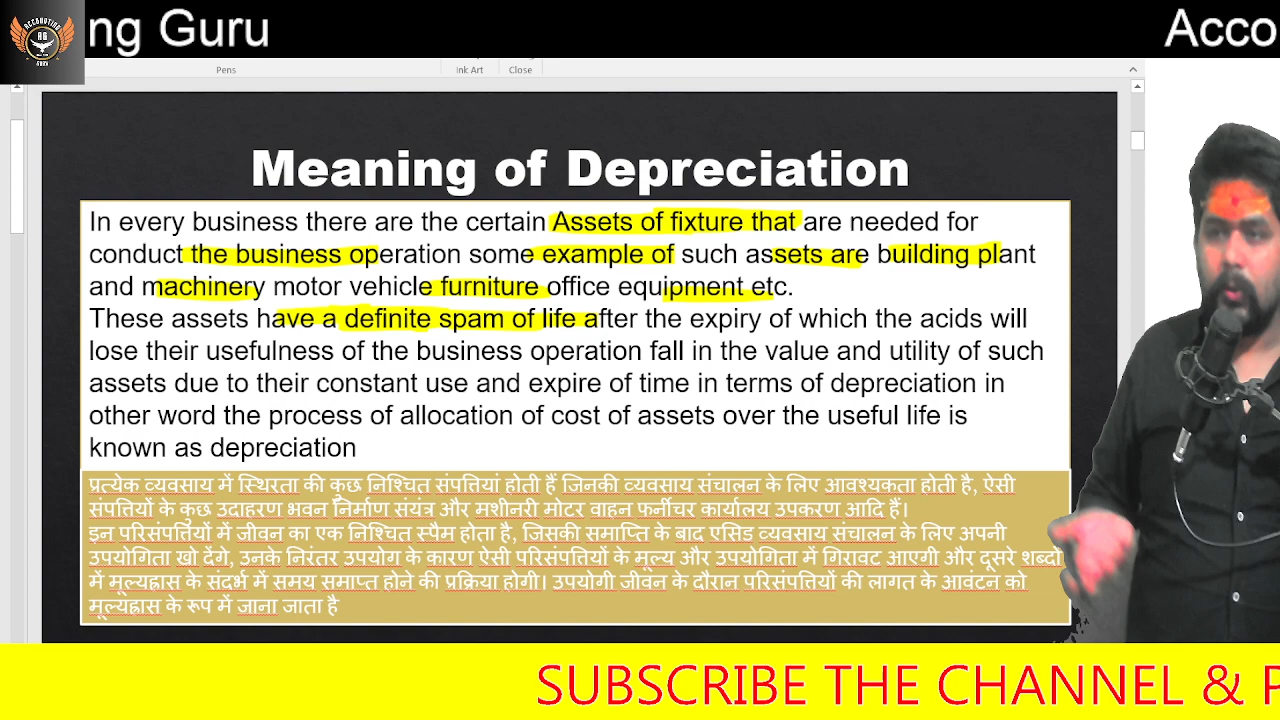 ng Guru
Acco
ACCOUNTING
AG
GURU
Pens
Ink Art
Close
Meaning of Depreciation
In every business there are the certain Assets of fixture that are needed for
conduct the business operation some example of such assets are building plant
and machinery motor vehicle furniture office equipment etc.
These assets have a definite spam of life after the expiry of which the acids will
lose their usefulness of the business operation fall in the value and utility of such
assets due to their constant use and expire of time in terms of depreciation in
other word the process of allocation of cost of assets over the useful life is
known as depreciation
प्रत्येक व्यवसाय में स्थिरता की कुछ निश्चित संपत्तियां होती हैं जिनकी व्यवसाय संचालन के लिए आवश्यकता होती है, ऐसी
संपत्तियों के कुछ उदाहरण भवन निर्माण संयंत्र और मशीनरी मोटर वाहन फर्नीचर कार्यालय उपकरण आदि हैं।
इन परिसंपत्तियों में जीवन का एक निश्चित स्पैम होता है, जिसकी समाप्ति के बाद एसिड व्यवसाय संचालन के लिए अपनी
उपयोगिता खो देंगे, उनके निरंतर उपयोग के कारण ऐसी परिसंपत्तियों के मूल्य और उपयोगिता में गिरावट आएगी और दूसरे शब्दों
में मूल्यह्रास के संदर्भ में समय समाप्त होने की प्रक्रिया होगी। उपयोगी जीवन के दौरान परिसंपत्तियों की लागत के आवंटन को
मूल्यह्रास के रूप में जाना जाता है
SUBSCRIBE THE CHANNEL & P